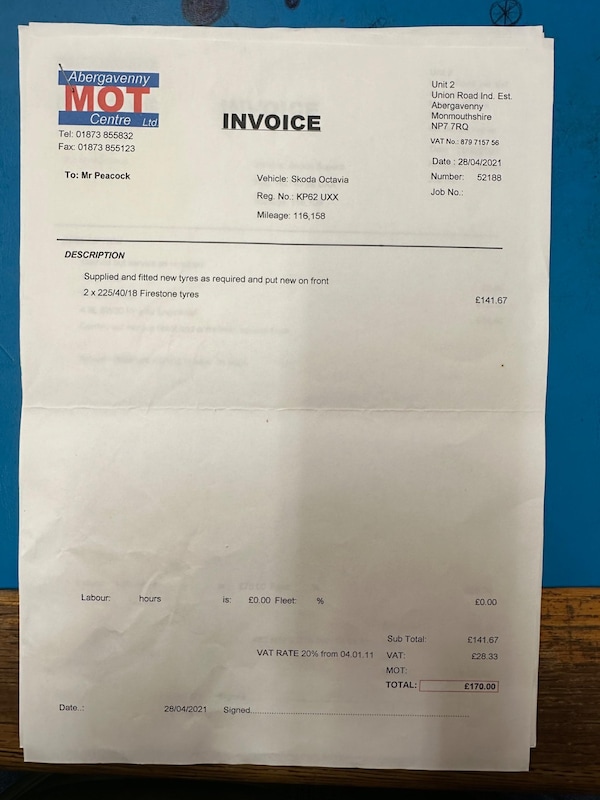 Abergavenny
MOT
Centre Ltd
Tel: 01873 855832
Fax: 01873 855123
INVOICE
Unit 2
Union Road Ind. Est.
Abergavenny
Monmouthshire
NP7 7RQ
VAT No.: 879 7157 56
To: Mr Peacock
Vehicle: Skoda Octavia
Reg. No.: KP62 UXX
Mileage: 116,158
Date : 28/04/2021
Number: 52188
Job No.:
DESCRIPTION
Supplied and fitted new tyres as required and put new on front
2 x 225/40/18 Firestone tyres £141.67
Labour: hours is: £0.00 Fleet: % £0.00
Sub Total: £141.67
VAT RATE 20% from 04.01.11 VAT: £28.33
MOT:
TOTAL: £170.00
Date..: 28/04/2021 Signed........................................................................